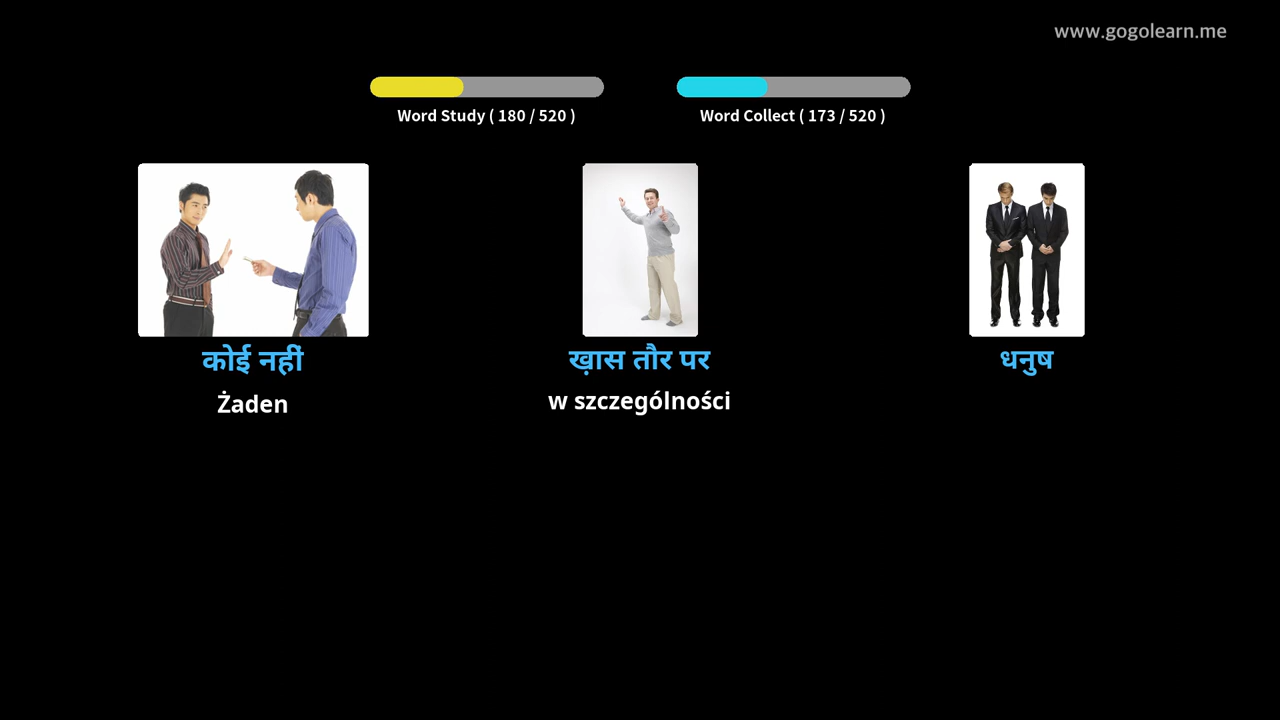 www.gogolearn.me
Word Study ( 180 / 520 )
Word Collect ( 173 / 520 )
कोई नहीं
ख़ास तौर पर
धनुष
Żaden
w szczególności